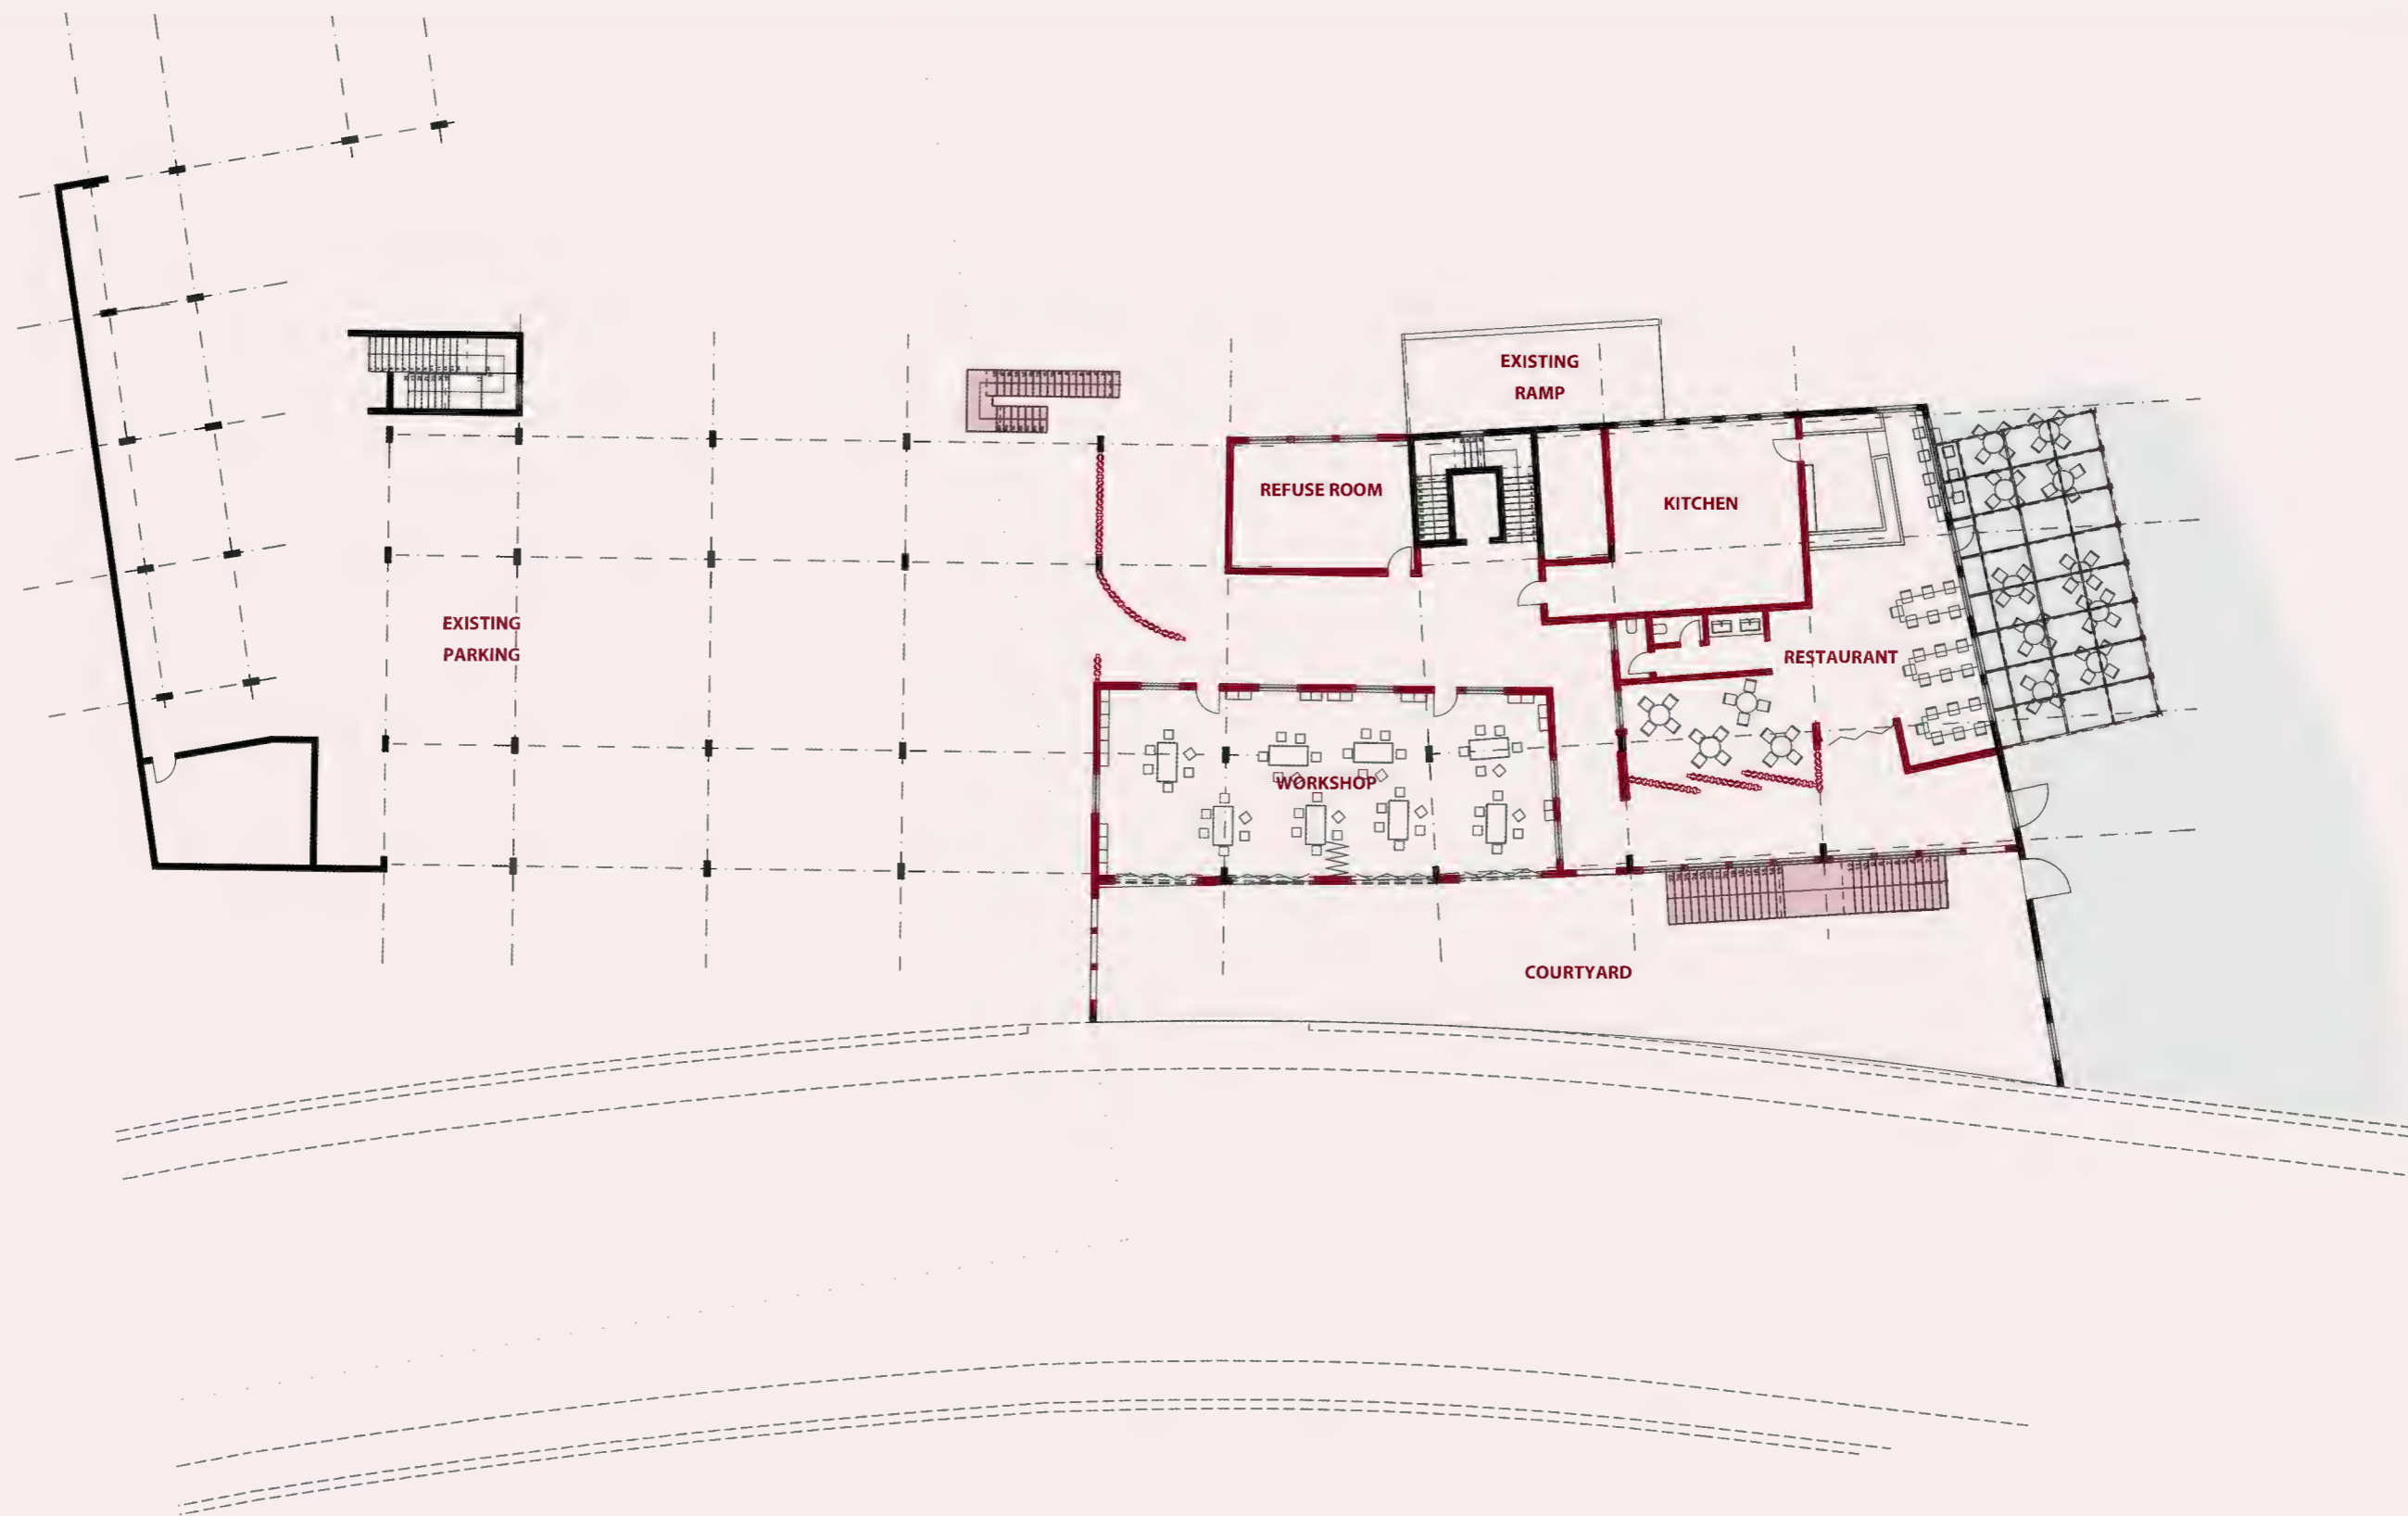 EXISTING
RAMP
REFUSE ROOM
KITCHEN
EXISTING
PARKING
RESTAURANT
WORKSHOP
COURTYARD